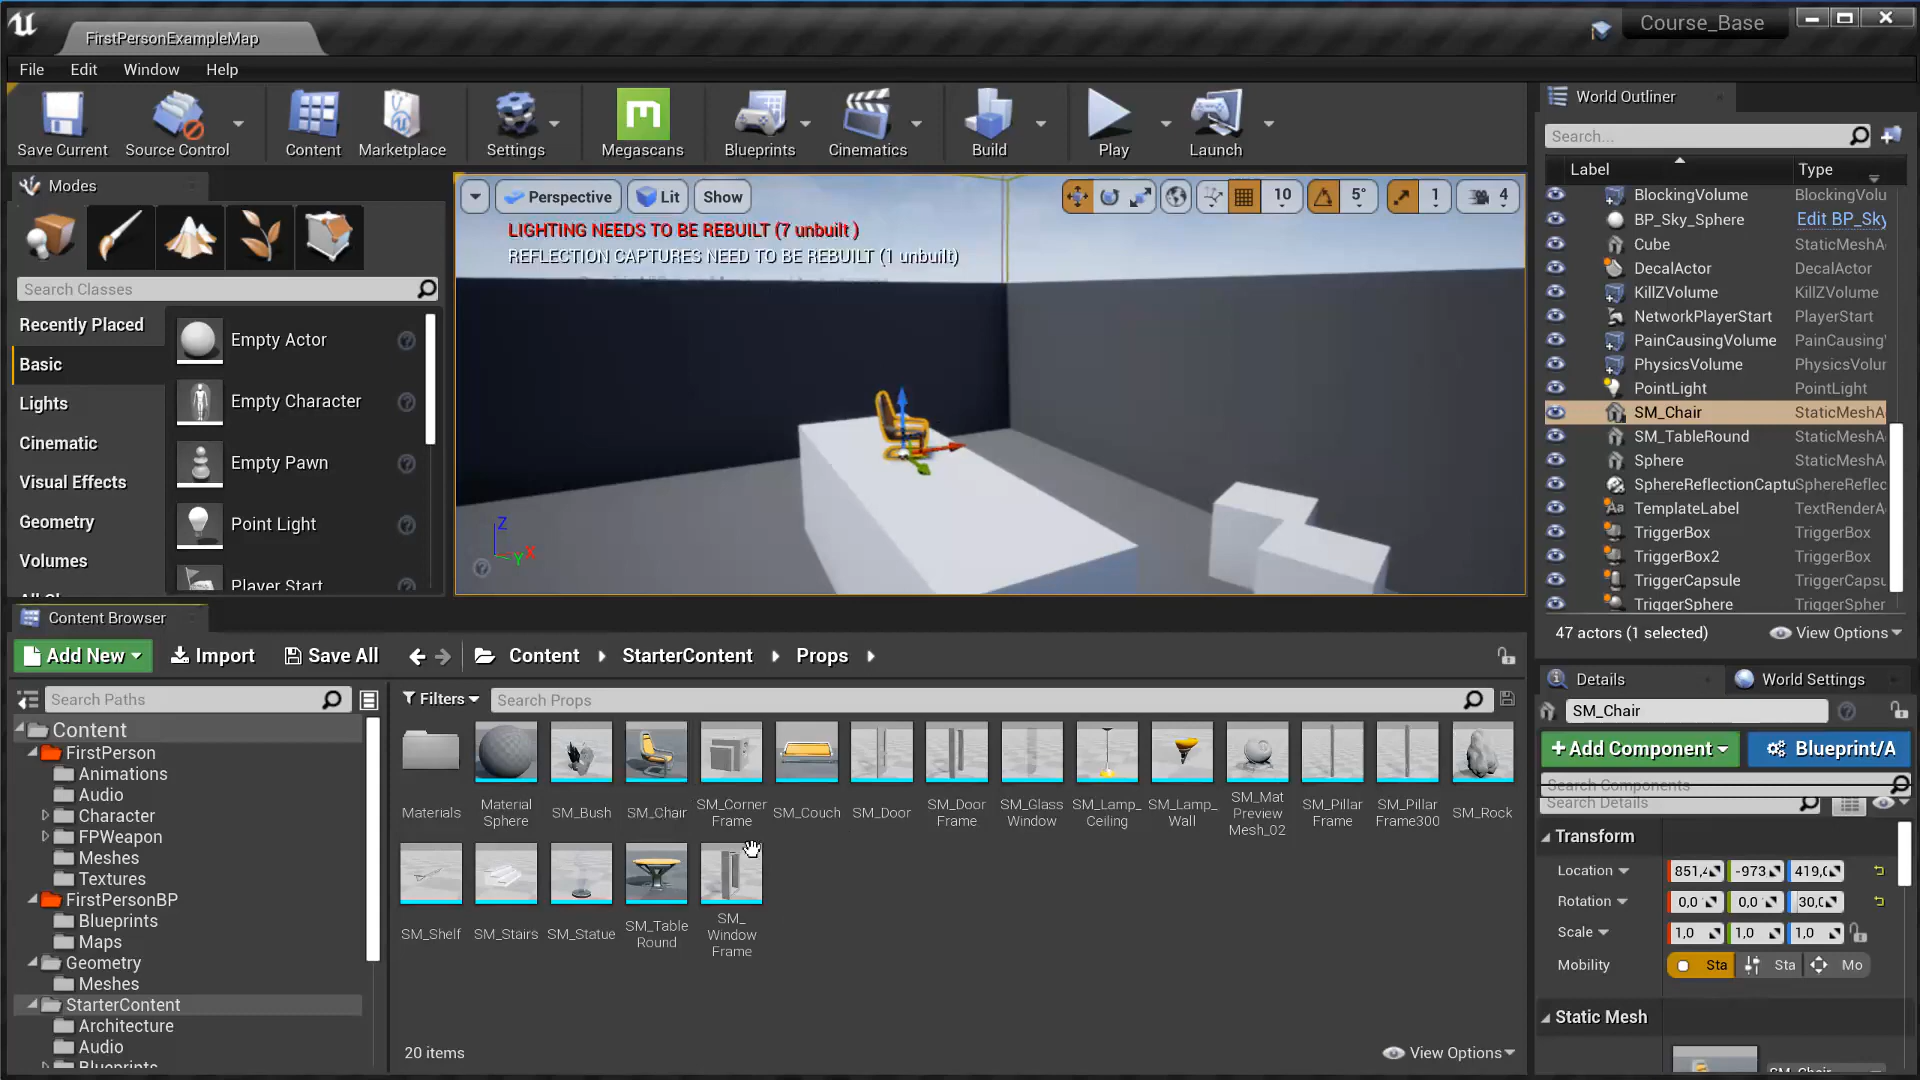 FirstPersonExampleMap
Course_Base
File Edit Window Help
Save Current
Source Control
Content
Marketplace
Settings
Megascans
Blueprints
Cinematics
Build
Play
Launch
Modes
Search Classes
Recently Placed
Basic
Lights
Cinematic
Visual Effects
Geometry
Volumes
Empty Actor
Empty Character
Empty Pawn
Point Light
Player Start
Perspective
Lit
Show
10
5°
1
4
LIGHTING NEEDS TO BE REBUILT (7 unbuilt )
REFLECTION CAPTURES NEED TO BE REBUILT (1 unbuilt)
Z
X
Y
World Outliner
Search...
Label Type
BlockingVolume BlockingVolu
BP_Sky_Sphere Edit BP_Sky
Cube StaticMeshA
DecalActor DecalActor
KillZVolume KillZVolume
NetworkPlayerStart PlayerStart
PainCausingVolume PainCausing
PhysicsVolume PhysicsVolur
PointLight PointLight
SM_Chair StaticMeshA
SM_TableRound StaticMeshA
Sphere StaticMeshA
SphereReflectionCaptu SphereReflec
TemplateLabel TextRenderA
TriggerBox TriggerBox
TriggerBox2 TriggerBox
TriggerCapsule TriggerCapsu
TriggerSphere TriggerSpher
47 actors (1 selected)
View Options
Content Browser
Add New
Import
Save All
Content
StarterContent
Props
Search Paths
Filters
Search Props
Content
FirstPerson
Animations
Audio
Character
FPWeapon
Meshes
Textures
FirstPersonBP
Blueprints
Maps
Geometry
Meshes
StarterContent
Architecture
Audio
Blueprints
Materials
Material Sphere
SM_Bush
SM_Chair
SM_Corner Frame
SM_Couch
SM_Door
SM_Door Frame
SM_Glass Window
SM_Lamp_ Ceiling
SM_Lamp_ Wall
SM_Mat Preview Mesh_02
SM_Pillar Frame
SM_Pillar Frame300
SM_Rock
SM_Shelf
SM_Stairs
SM_Statue
SM_Table Round
SM_ Window Frame
20 items
View Options
Details
World Settings
SM_Chair
+Add Component
Blueprint/A
Search Components
Search Details
Transform
Location 851,4 -973 419,0
Rotation 0,0 0,0 30,0
Scale 1,0 1,0 1,0
Mobility Sta Sta Mo
Static Mesh
SM_Chair